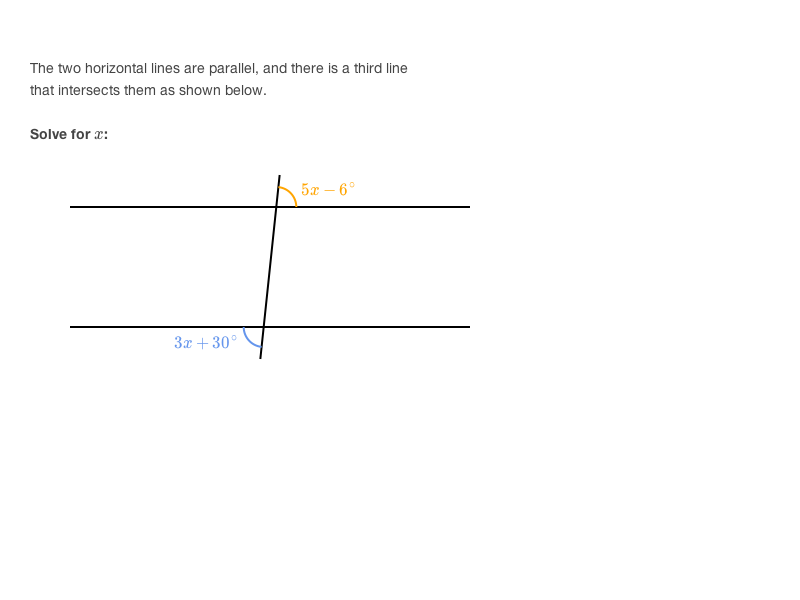 The two horizontal lines are parallel, and there is a third line
that intersects them as shown below.
Solve for x:
5x − 6°
3x + 30°